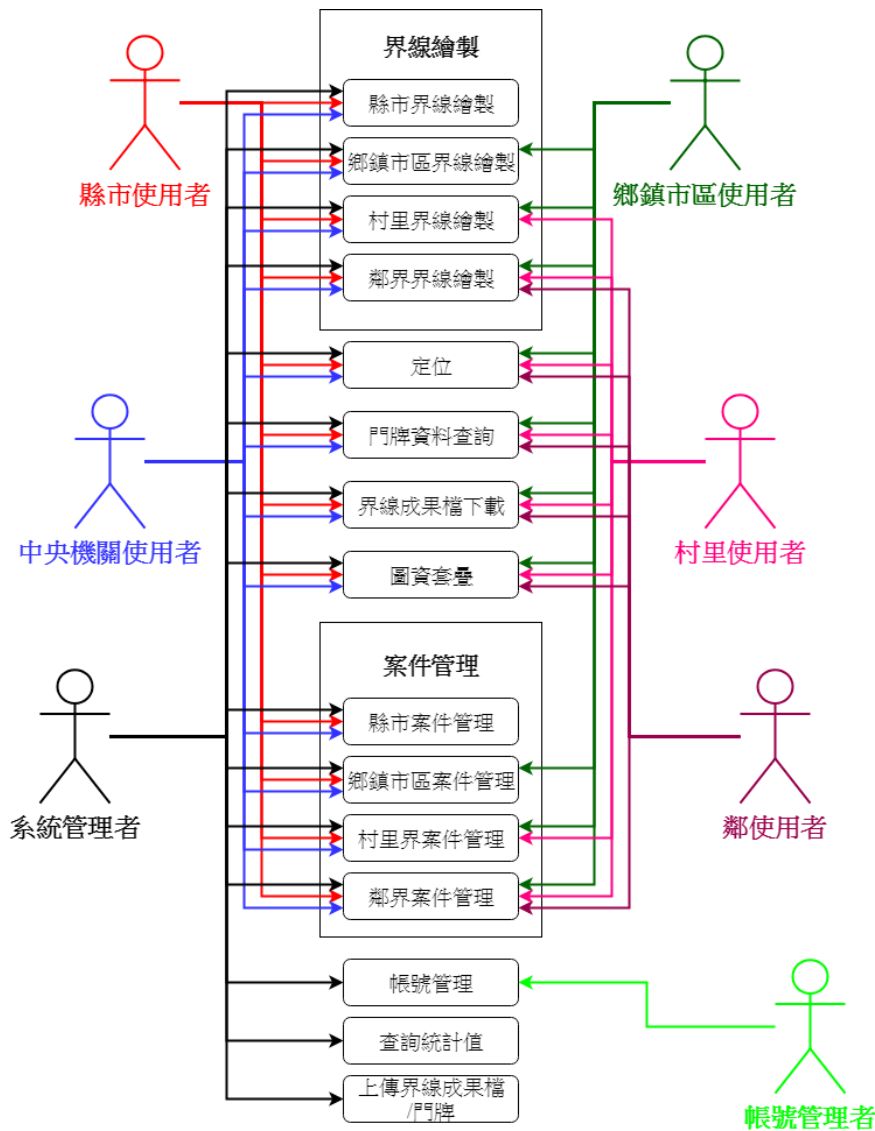 界線繪製
縣市界線繪製
鄉鎮市區界線繪製
村里界線繪製
鄰界界線繪製
縣市使用者
鄉鎮市區使用者
定位
門牌資料查詢
界線成果檔下載
圖資套疊
中央機關使用者
村里使用者
案件管理
縣市案件管理
鄉鎮市區案件管理
村里界案件管理
鄰界案件管理
系統管理者
鄰使用者
帳號管理
查詢統計值
上傳界線成果檔
/門牌
帳號管理者